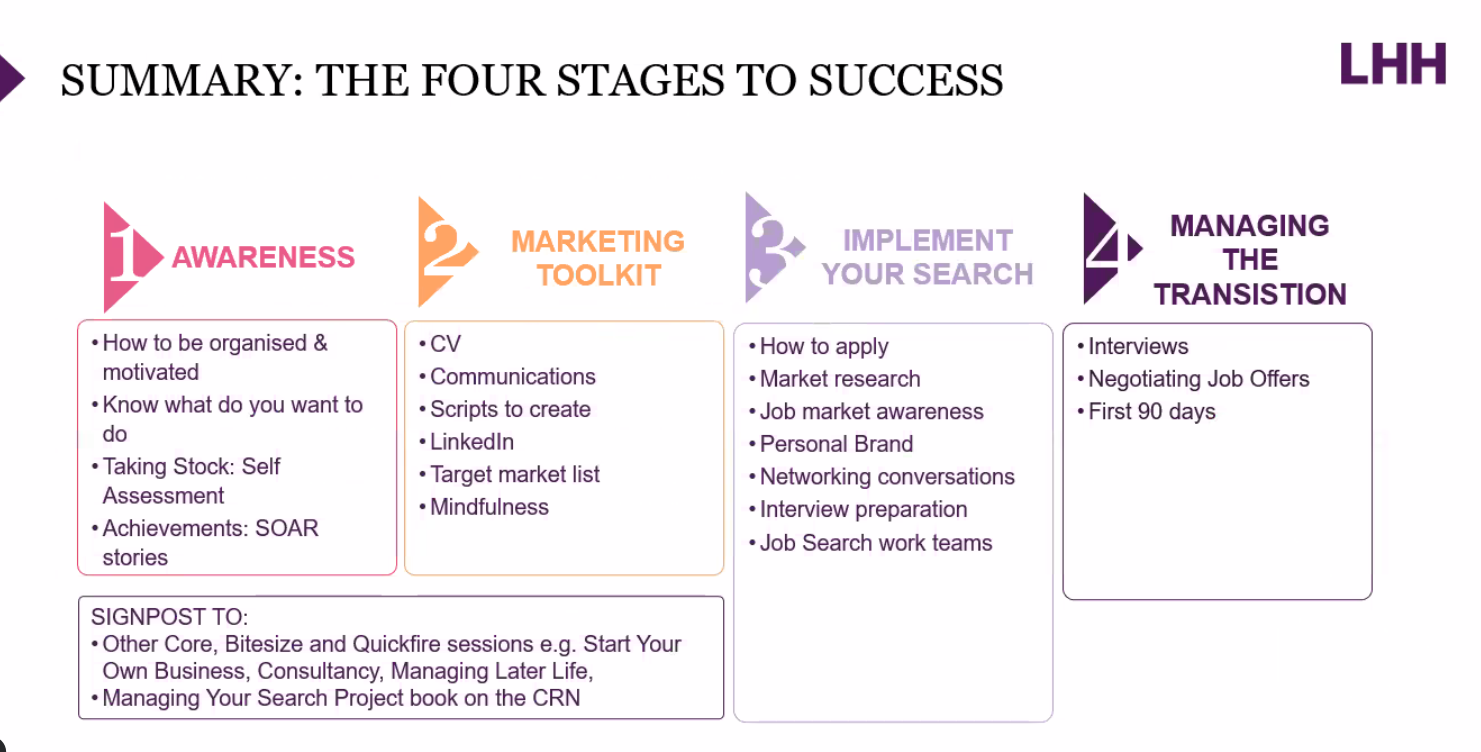 SUMMARY: THE FOUR STAGES TO SUCCESS
LHH
1
AWARENESS
• How to be organised &
motivated
• Know what do you want to
do
• Taking Stock: Self
Assessment
• Achievements: SOAR
stories
2
MARKETING
TOOLKIT
• CV
• Communications
• Scripts to create
• LinkedIn
• Target market list
• Mindfulness
3
IMPLEMENT
YOUR SEARCH
• How to apply
• Market research
• Job market awareness
• Personal Brand
• Networking conversations
• Interview preparation
• Job Search work teams
4
MANAGING
THE
TRANSISTION
• Interviews
• Negotiating Job Offers
• First 90 days
SIGNPOST TO:
• Other Core, Bitesize and Quickfire sessions e.g. Start Your
Own Business, Consultancy, Managing Later Life,
• Managing Your Search Project book on the CRN